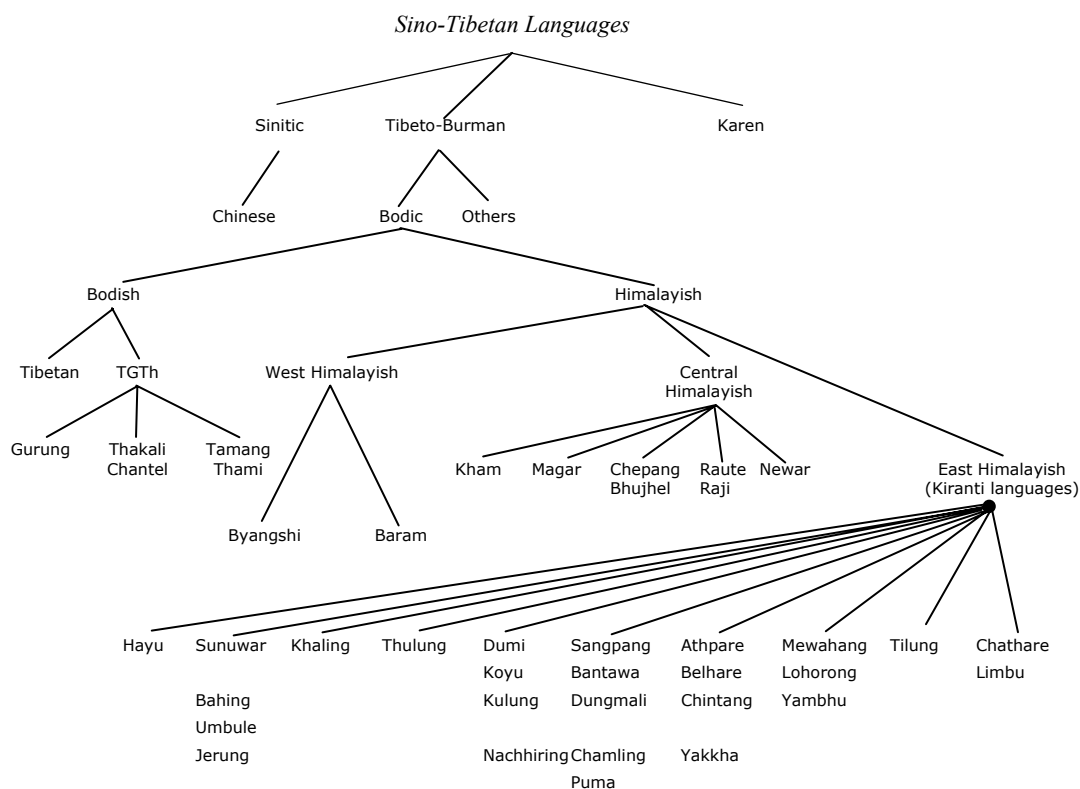 Sino-Tibetan Languages
Sinitic Tibeto-Burman Karen
Chinese Bodic Others
Bodish Himalayish
Tibetan TGTh West Himalayish Central
Himalayish
Gurung Thakali Tamang
Chantel Thami
Kham Magar Chepang Raute Newar East Himalayish
Bhujhel Raji (Kiranti languages)
Byangshi Baram
Hayu Sunuwar Khaling Thulung Dumi Sangpang Athpare Mewahang Tilung Chathare
Koyu Bantawa Belhare Lohorong Limbu
Bahing Kulung Dungmali Chintang Yambhu
Umbule
Jerung Nachhiring Chamling Yakkha
Puma